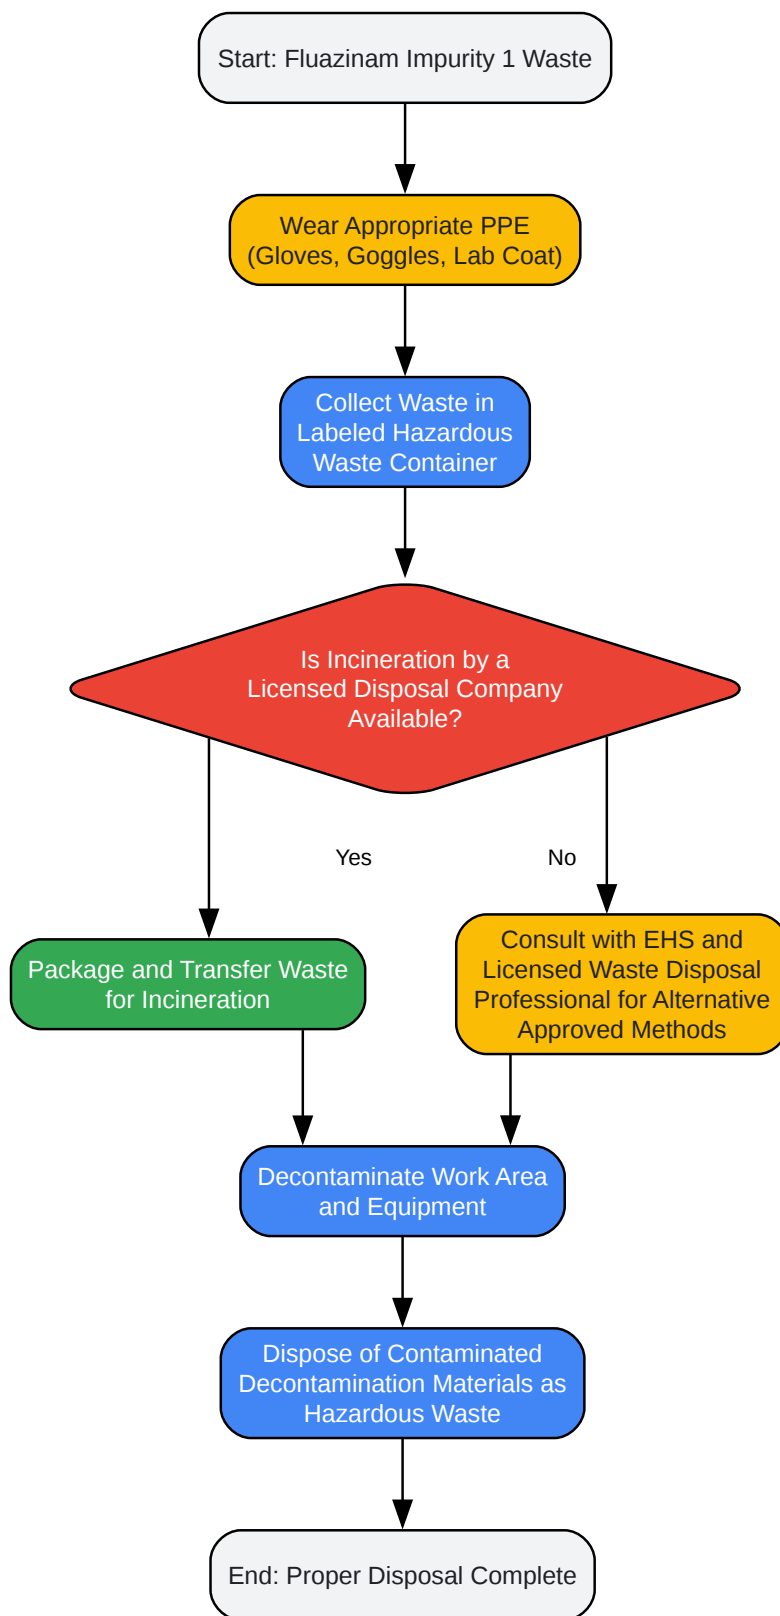 Start: Fluazinam Impurity 1 Waste
Wear Appropriate PPE
(Gloves, Goggles, Lab Coat)
Collect Waste in
Labeled Hazardous
Waste Container
Is Incineration by a
Licensed Disposal Company
Available?
Yes
No
Package and Transfer Waste
for Incineration
Consult with EHS and
Licensed Waste Disposal
Professional for Alternative
Approved Methods
Decontaminate Work Area
and Equipment
Dispose of Contaminated
Decontamination Materials as
Hazardous Waste
End: Proper Disposal Complete